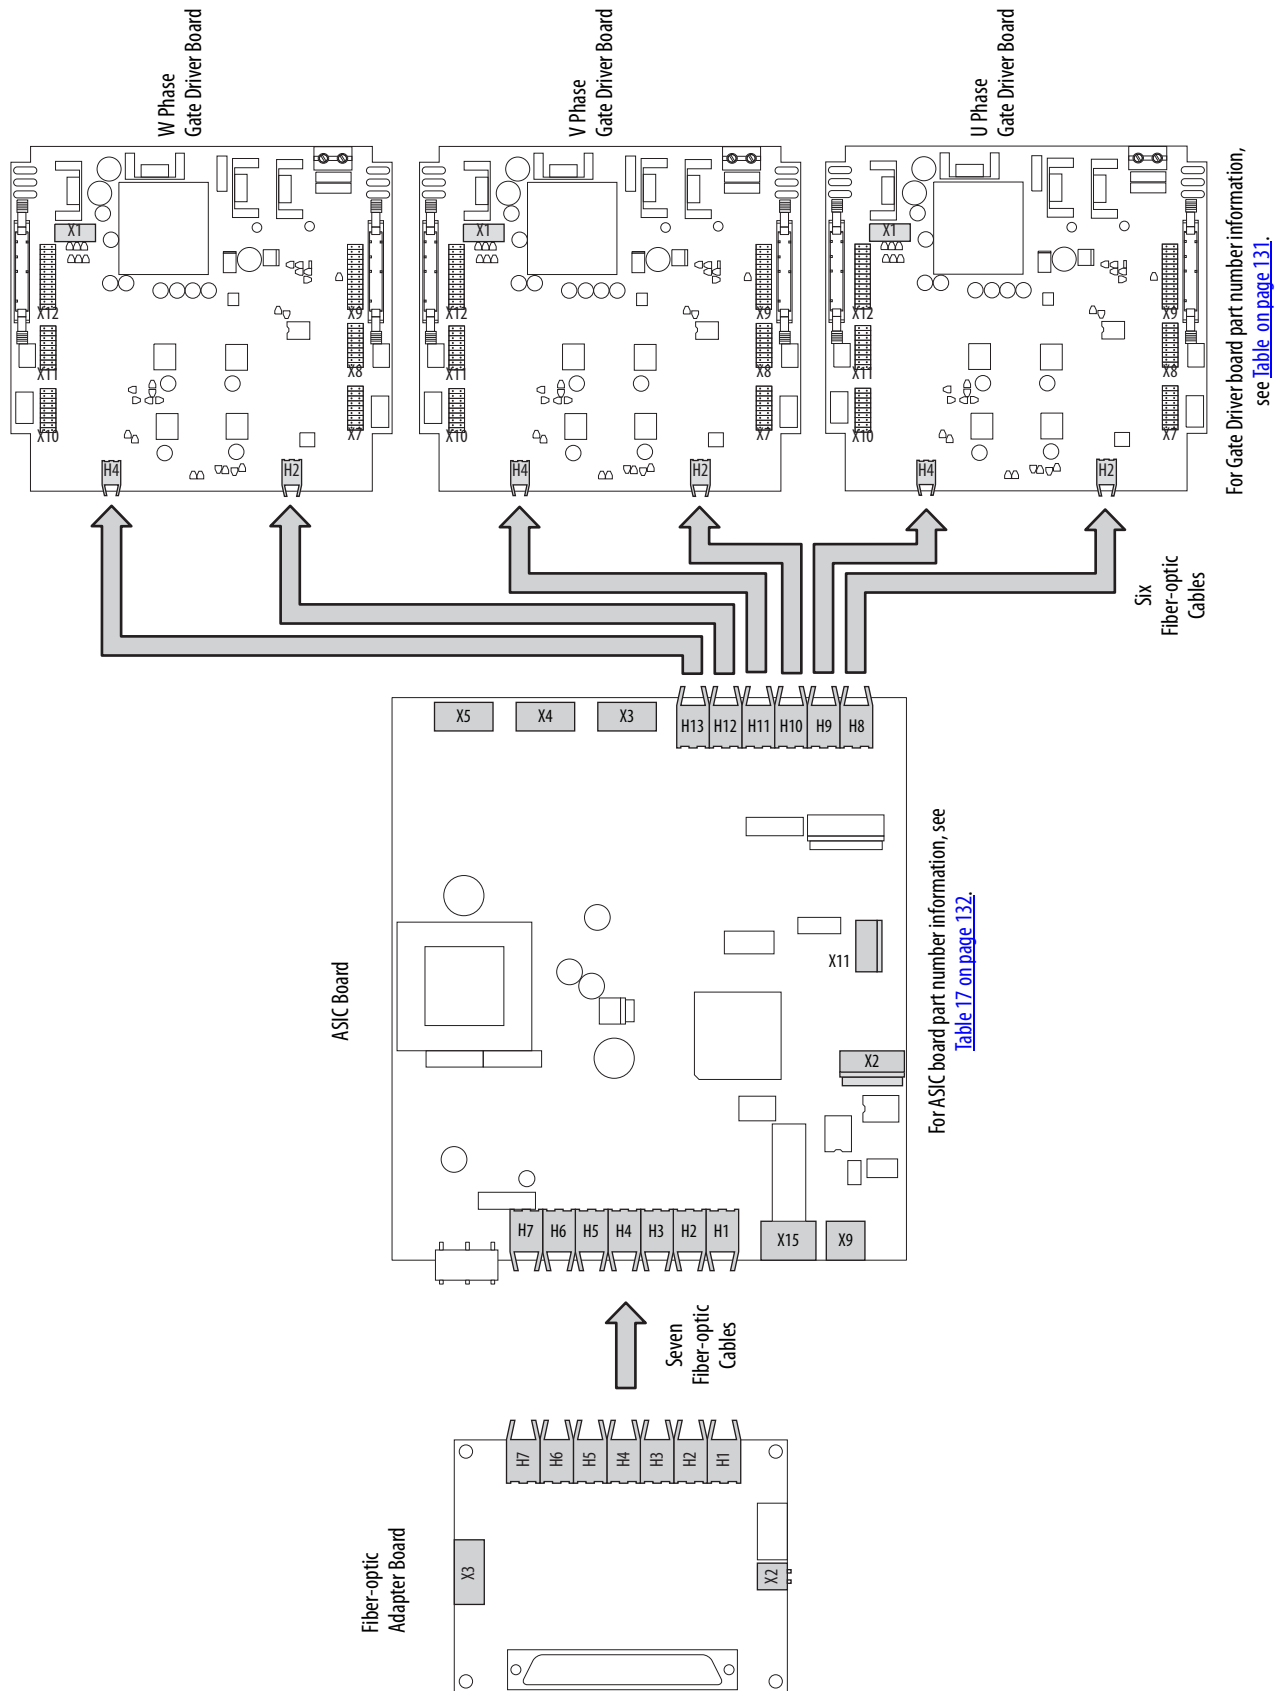 W Phase
Gate Driver Board
V Phase
Gate Driver Board
U Phase
Gate Driver Board
X1
X12
X11
X10
X9
X8
X7
H4
H2
X1
X12
X11
X10
X9
X8
X7
H4
H2
X1
X12
X11
X10
X9
X8
X7
H4
H2
For Gate Driver board part number information,
see Table on page 131.
Six
Fiber-optic
Cables
ASIC Board
X5
X4
X3
H13
H12
H11
H10
H9
H8
X11
X2
H7
H6
H5
H4
H3
H2
H1
X15
X9
For ASIC board part number information, see
Table 17 on page 132.
Seven
Fiber-optic
Cables
Fiber-optic
Adapter Board
H7
H6
H5
H4
H3
H2
H1
X3
X2